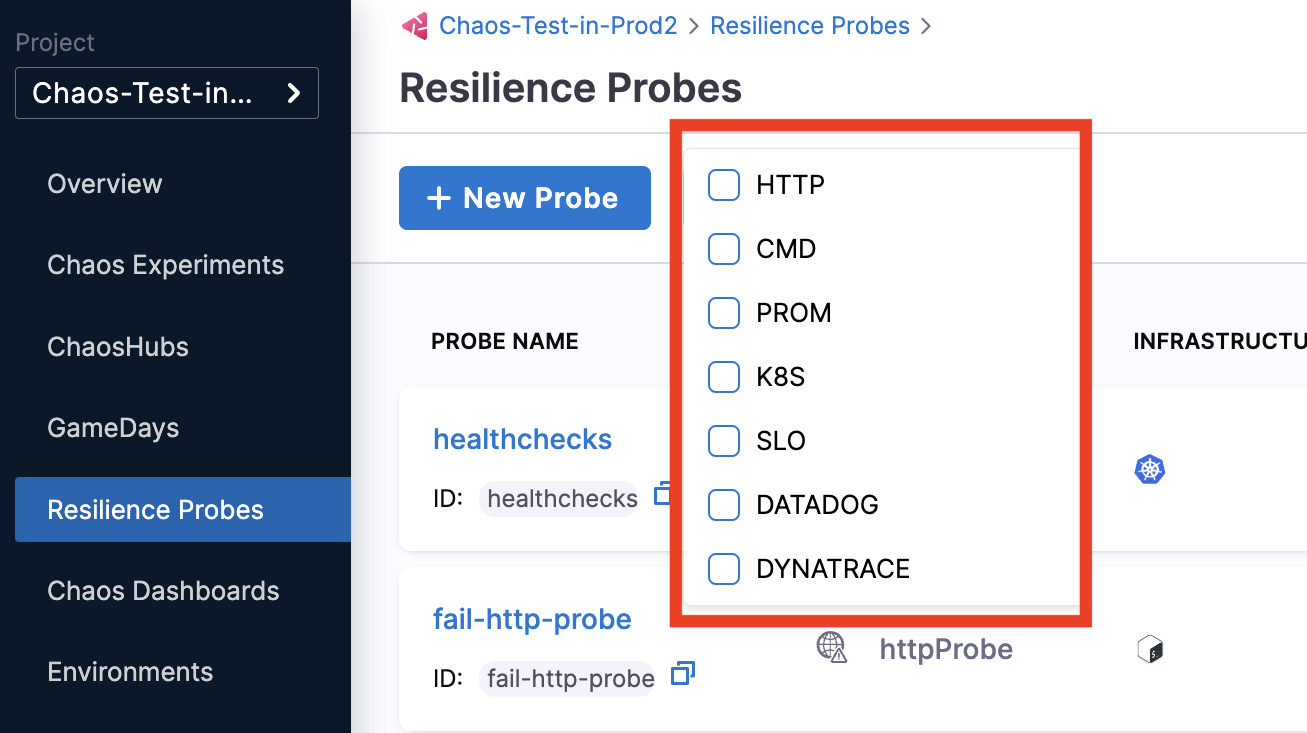 Project
Chaos-Test-in...
Overview
Chaos Experiments
ChaosHubs
GameDays
Resilience Probes
Chaos Dashboards
Environments
Chaos-Test-in-Prod2 > Resilience Probes >
Resilience Probes
+ New Probe
HTTP
CMD
PROM
K8S
SLO
DATADOG
DYNATRACE
PROBE NAME
INFRASTRUCTU
healthchecks
ID: healthchecks
fail-http-probe
ID: fail-http-probe
httpProbe